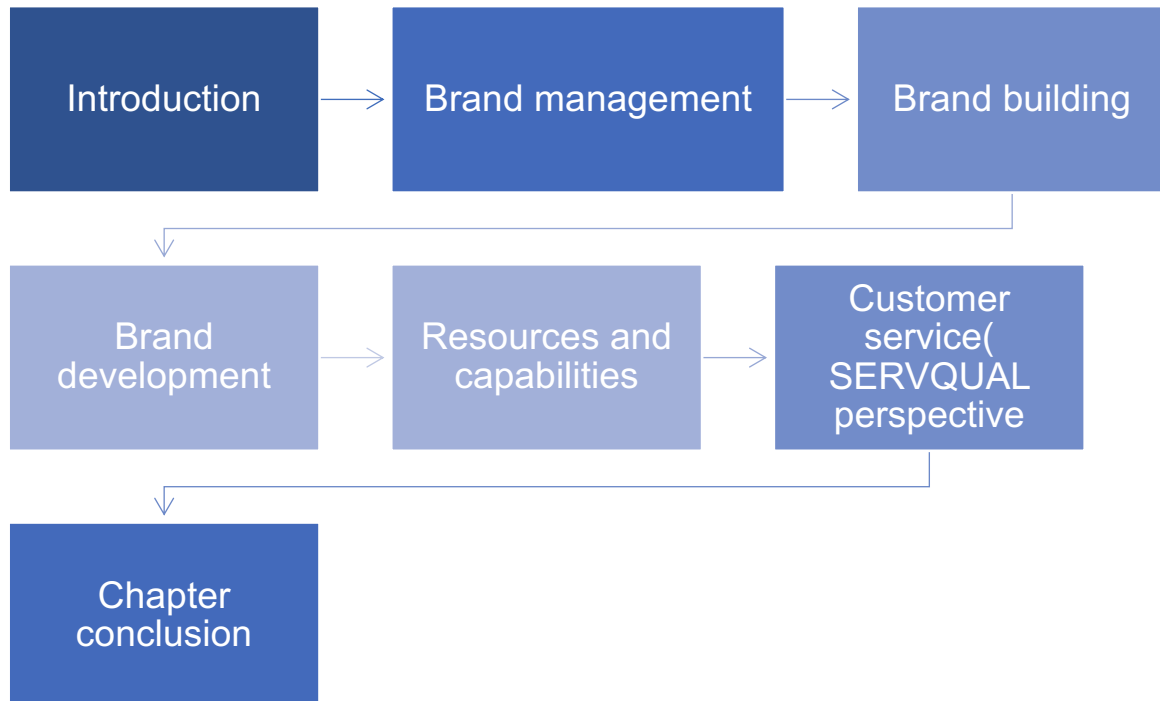 Introduction
Brand management
Brand building
Brand
development
Resources and
capabilities
Customer
service(
SERVQUAL
perspective
Chapter
conclusion